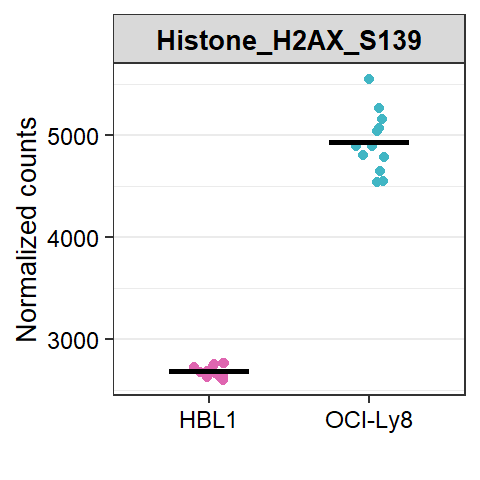 Histone_H2AX_S139
Normalized counts
5000
4000
3000
HBL1
OCI-Ly8